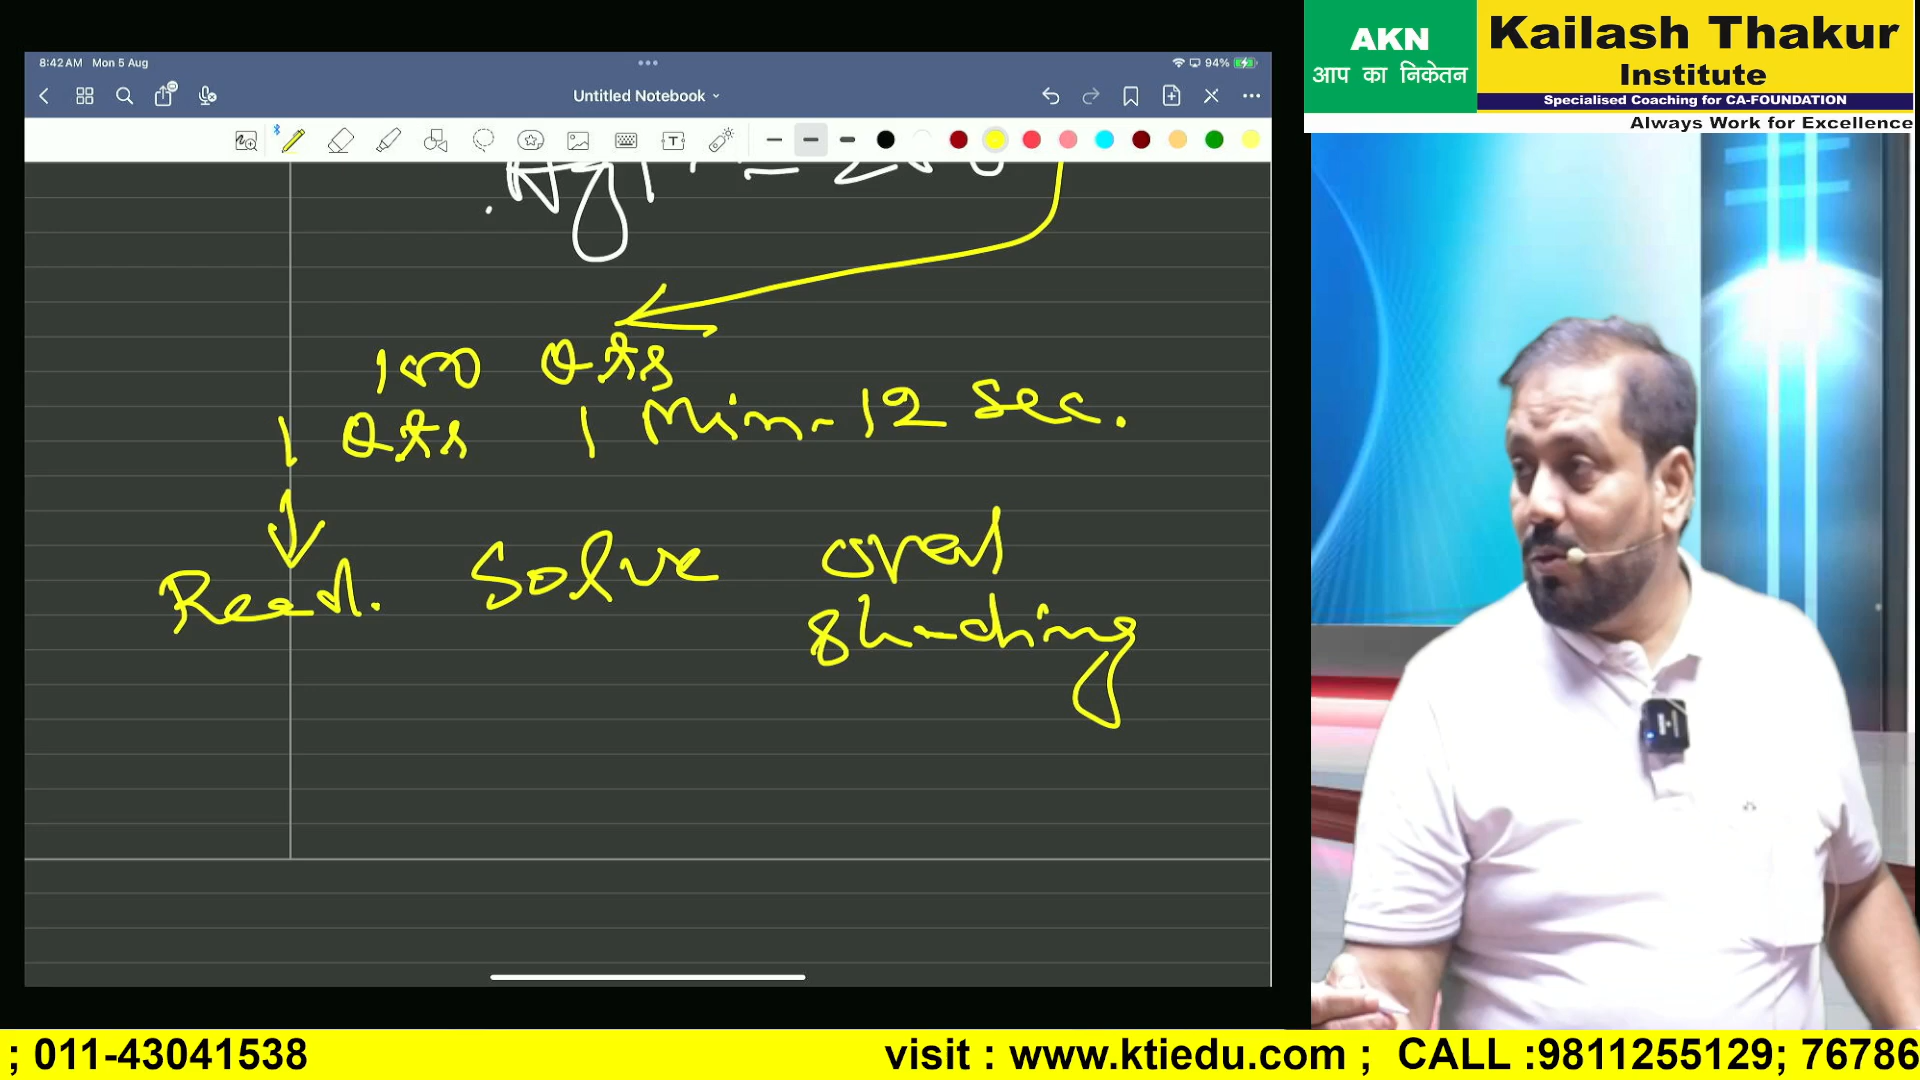 AKN
आप का निकेतन
Kailash Thakur
Institute
Specialised Coaching for CA-FOUNDATION
Always Work for Excellence
8:42 AM Mon 5 Aug
94%
Untitled Notebook
T
100 Qts
1 Qts 1 Min - 12 Sec.
Read. Solve oval
shading
; 011-43041538 visit : www.ktiedu.com ; CALL :9811255129; 76786